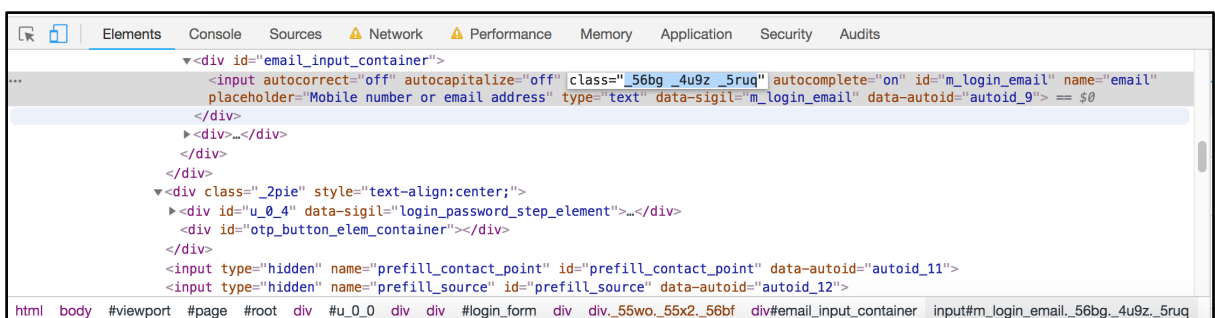 Elements Console Sources Network Performance Memory Application Security Audits
▼<div id="email_input_container">
... <input autocorrect="off" autocapitalize="off" class="_56bg _4u9z _5ruq" autocomplete="on" id="m_login_email" name="email"
placeholder="Mobile number or email address" type="text" data-sigil="m_login_email" data-autoid="autoid_9"> == $0
</div>
▶<div>…</div>
</div>
</div>
▼<div class="_2pie" style="text-align:center;">
▶<div id="u_0_4" data-sigil="login_password_step_element">…</div>
<div id="otp_button_elem_container"></div>
</div>
<input type="hidden" name="prefill_contact_point" id="prefill_contact_point" data-autoid="autoid_11">
<input type="hidden" name="prefill_source" id="prefill_source" data-autoid="autoid_12">
html body #viewport #page #root div #u_0_0 div div #login_form div div._55wo._55x2._56bf div#email_input_container input#m_login_email._56bg._4u9z._5ruq